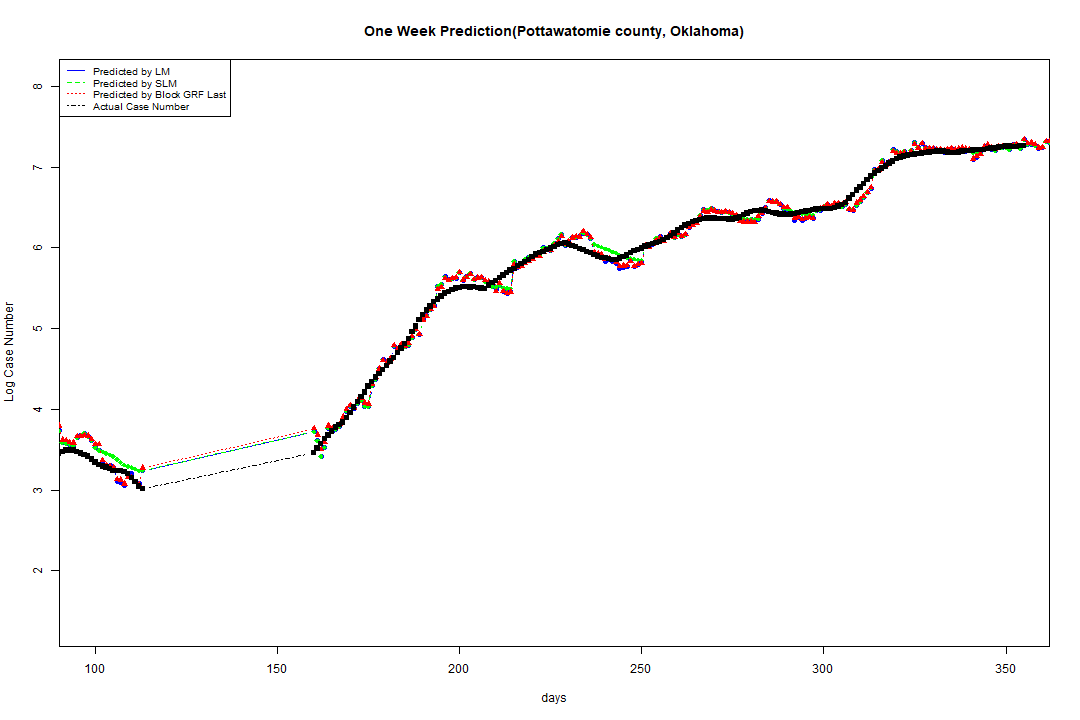 One Week Prediction(Pottawatomie county, Oklahoma)
Predicted by LM
Predicted by SLM
Predicted by Block GRF Last
Actual Case Number
8
7
6
5
4
3
2
Log Case Number
100 150 200 250 300 350
days